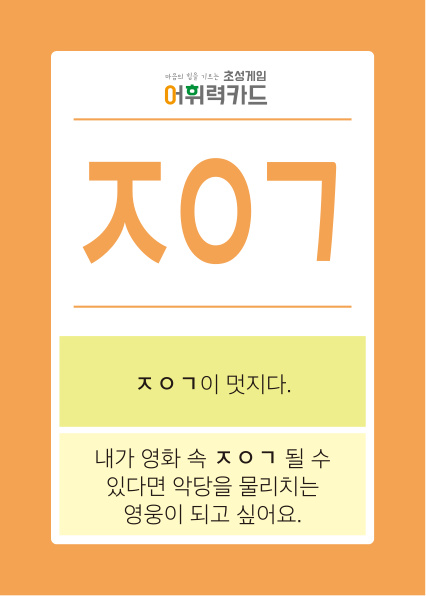 마음의 힘을 기르는 초성게임
어휘력카드
ㅈㅇㄱ
ㅈㅇㄱ이 멋지다.
내가 영화 속 ㅈㅇㄱ 될 수
있다면 악당을 물리치는
영웅이 되고 싶어요.